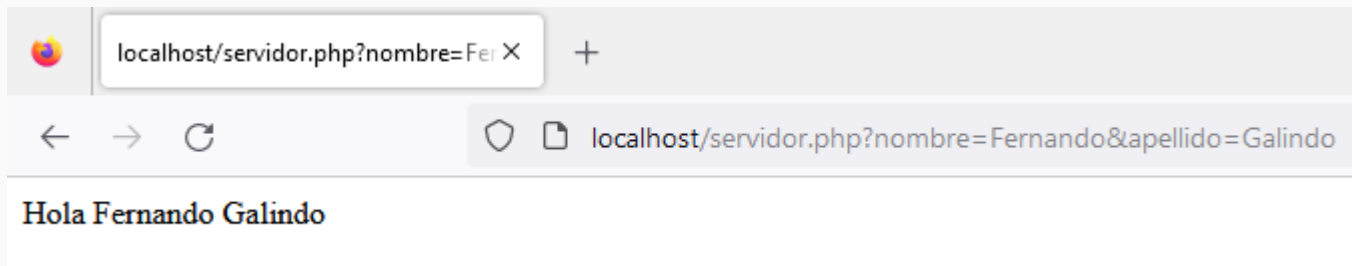 localhost/servidor.php?nombre=Fer
localhost/servidor.php?nombre=Fernando&apellido=Galindo
Hola Fernando Galindo